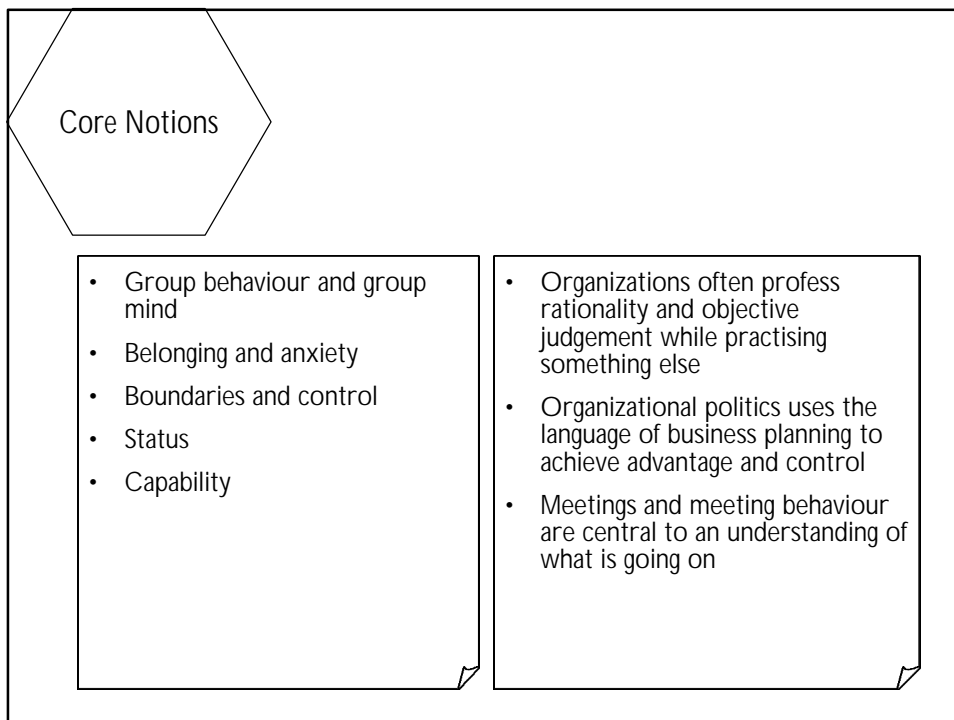 Core Notions
• Group behaviour and group
mind
• Belonging and anxiety
• Boundaries and control
• Status
• Capability
• Organizations often profess
rationality and objective
judgement while practising
something else
• Organizational politics uses the
language of business planning to
achieve advantage and control
• Meetings and meeting behaviour
are central to an understanding of
what is going on